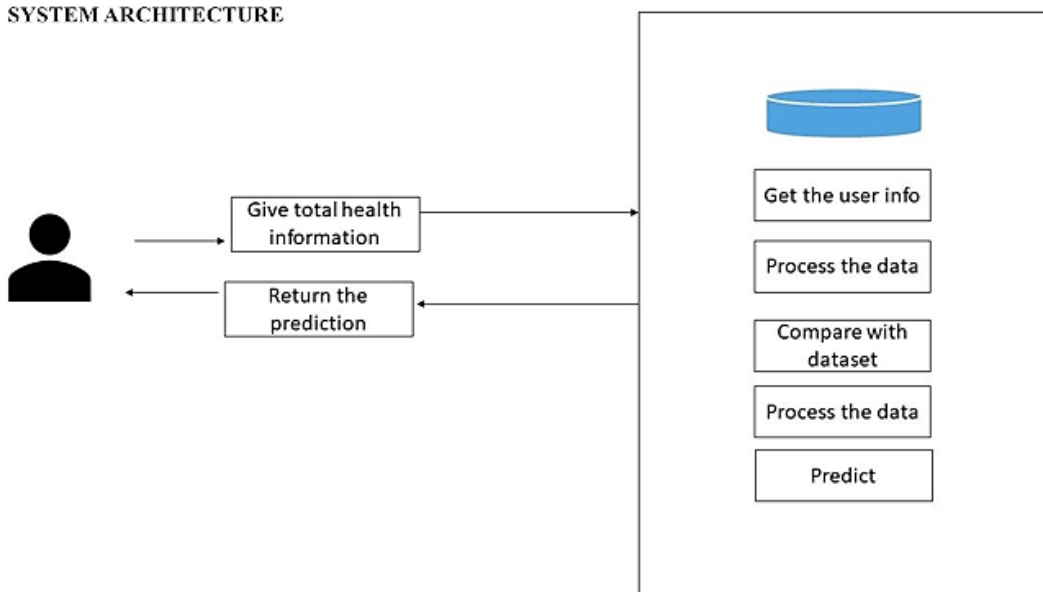 SYSTEM ARCHITECTURE
Give total health
information
Return the
prediction
Get the user info
Process the data
Compare with
dataset
Process the data
Predict